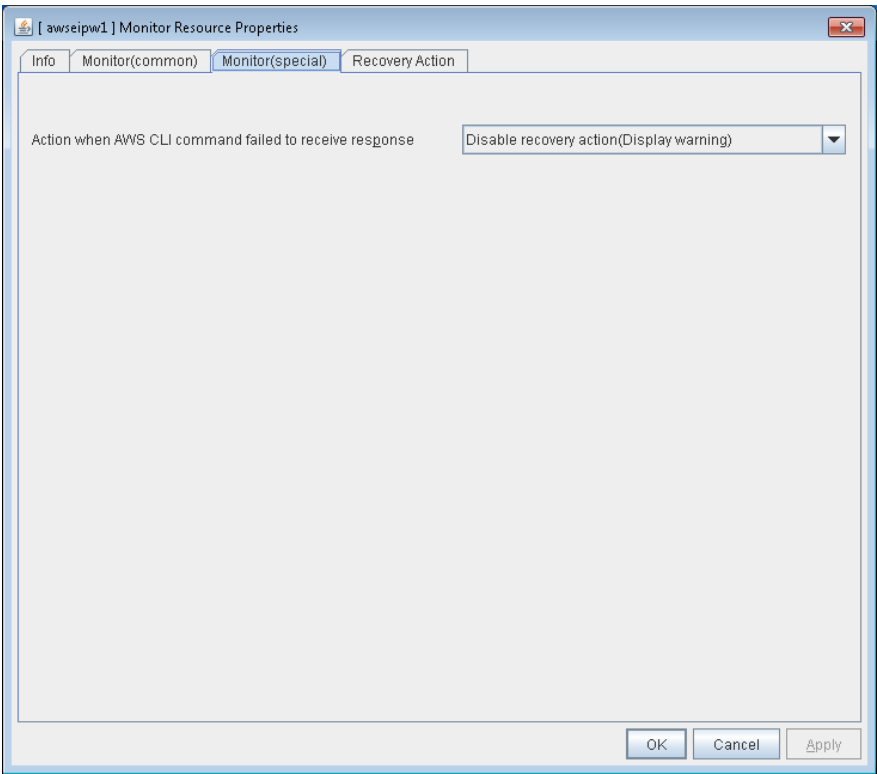 [ awseipw1 ] Monitor Resource Properties
Info Monitor(common) Monitor(special) Recovery Action
Action when AWS CLI command failed to receive response Disable recovery action(Display warning)
OK Cancel Apply